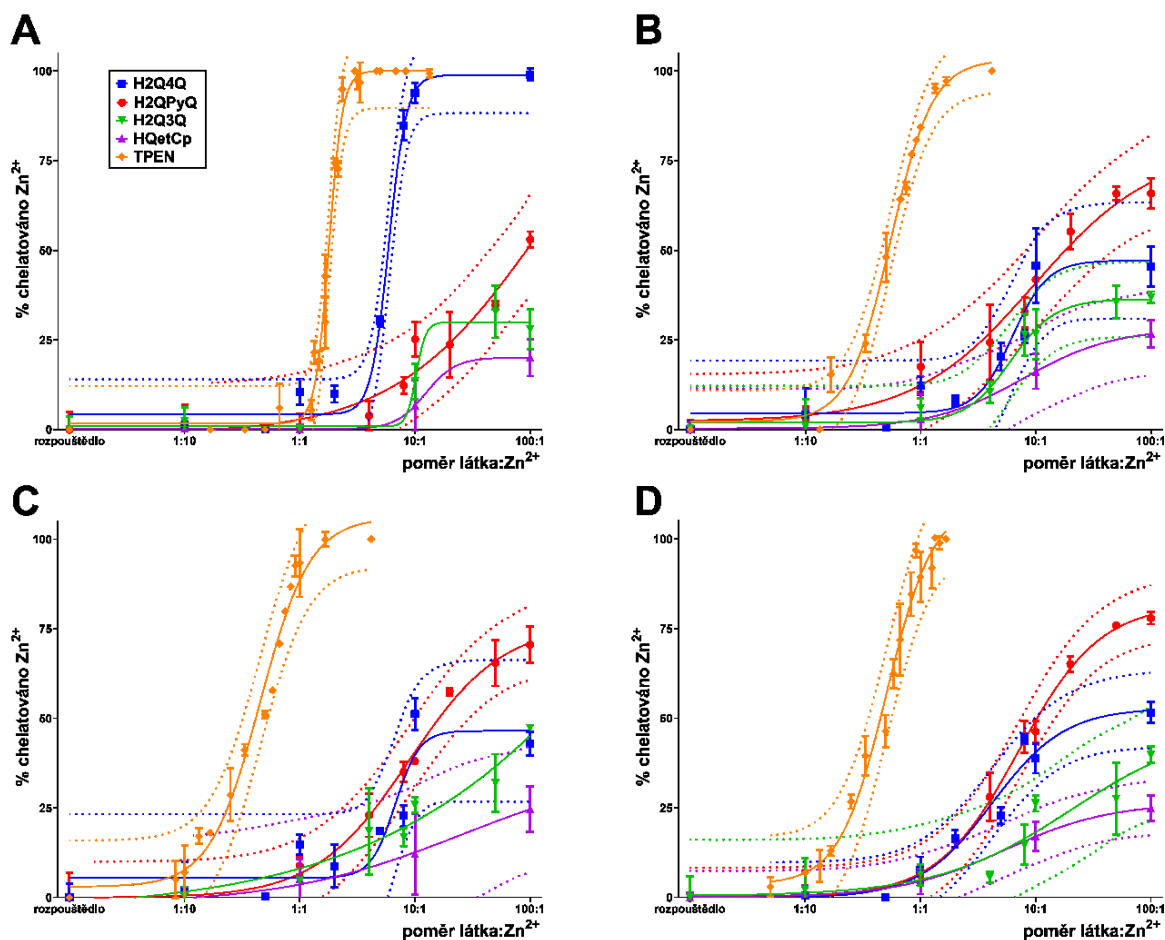 A
% chelatováno Zn2+
100
75
50
25
0
H2Q4Q
H2QPyQ
H2Q3Q
HQetCp
TPEN
rozpouštědlo
1:10
1:1
10:1
100:1
poměr látka:Zn2+
B
% chelatováno Zn2+
100
75
50
25
0
rozpouštědlo
1:10
1:1
10:1
100:1
poměr látka:Zn2+
C
% chelatováno Zn2+
100
75
50
25
0
rozpouštědlo
1:10
1:1
10:1
100:1
poměr látka:Zn2+
D
% chelatováno Zn2+
100
75
50
25
0
rozpouštědlo
1:10
1:1
10:1
100:1
poměr látka:Zn2+